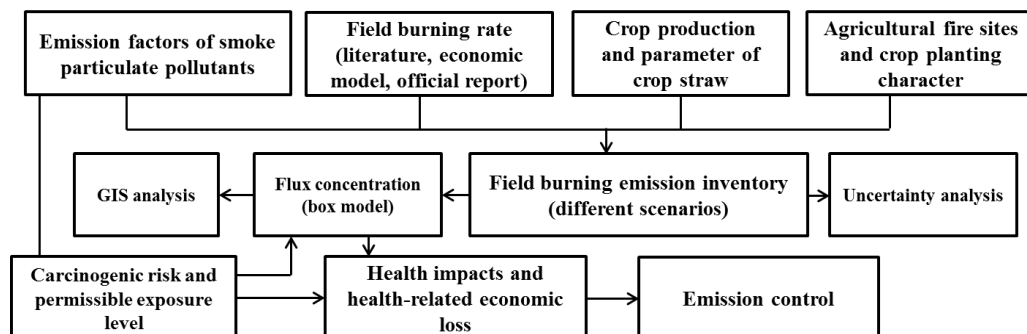 Emission factors of smoke
particulate pollutants
Field burning rate
(literature, economic
model, official report)
Crop production
and parameter of
crop straw
Agricultural fire sites
and crop planting
character
GIS analysis
Flux concentration
(box model)
Field burning emission inventory
(different scenarios)
Uncertainty analysis
Carcinogenic risk and
permissible exposure
level
Health impacts and
health-related economic
loss
Emission control